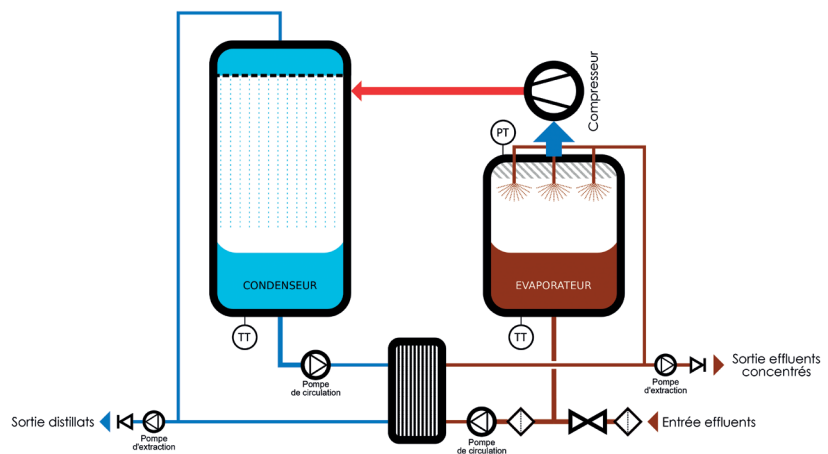 Compresseur
PT
CONDENSEUR
EVAPORATEUR
TT
TT
Pompe
de circulation
Sortie effluents
concentrés
Pompe
d'extraction
Sortie distillats
Pompe
d'extraction
Pompe
de circulation
Entrée effluents